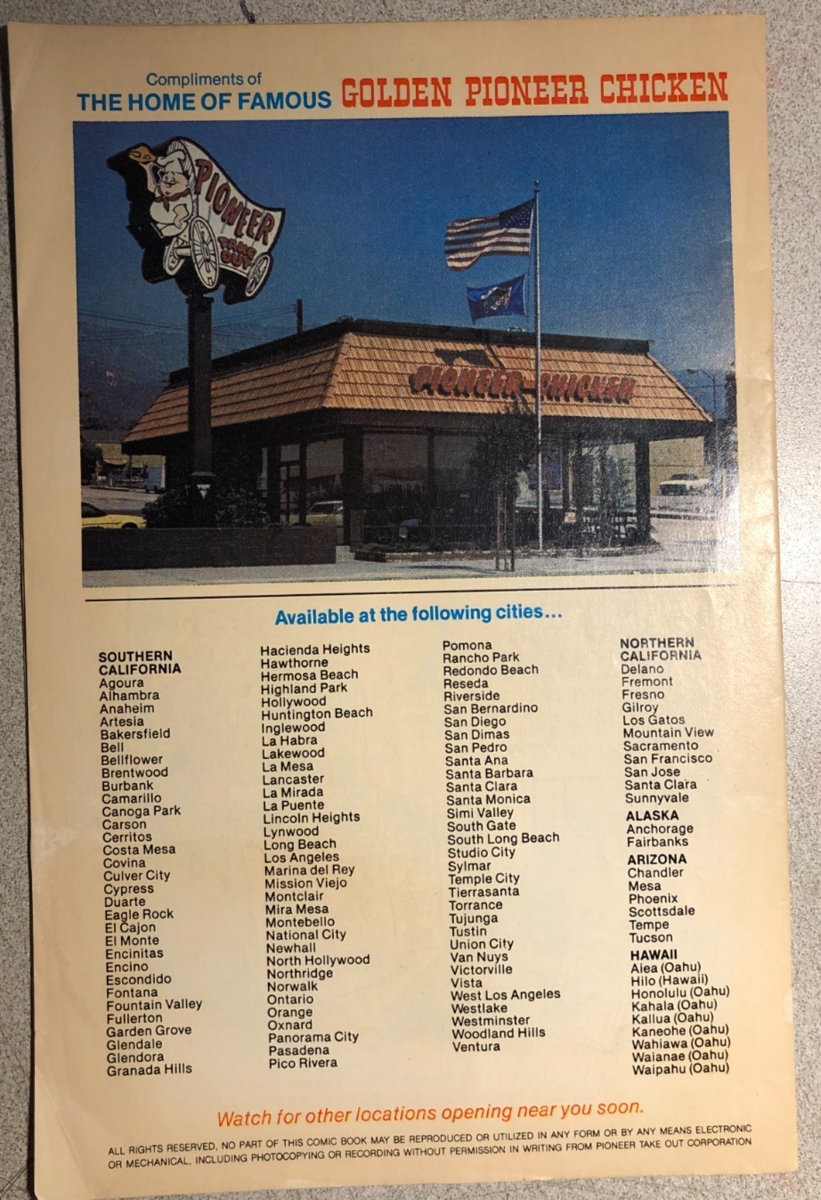 Compliments of
THE HOME OF FAMOUS GOLDEN PIONEER CHICKEN
PIONEER
TAKE
OUT
PIONEER CHICKEN
Available at the following cities...
SOUTHERN
CALIFORNIA
Agoura
Alhambra
Anaheim
Artesia
Bakersfield
Bell
Bellflower
Brentwood
Burbank
Camarillo
Canoga Park
Carson
Cerritos
Costa Mesa
Covina
Culver City
Cypress
Duarte
Eagle Rock
El Cajon
El Monte
Encinitas
Encino
Escondido
Fontana
Fountain Valley
Fullerton
Garden Grove
Glendale
Glendora
Granada Hills
Hacienda Heights
Hawthorne
Hermosa Beach
Highland Park
Hollywood
Huntington Beach
Inglewood
La Habra
Lakewood
La Mesa
Lancaster
La Mirada
La Puente
Lincoln Heights
Lynwood
Long Beach
Los Angeles
Marina del Rey
Mission Viejo
Montclair
Mira Mesa
Montebello
National City
Newhall
North Hollywood
Northridge
Norwalk
Ontario
Orange
Oxnard
Panorama City
Pasadena
Pico Rivera
Pomona
Rancho Park
Redondo Beach
Reseda
Riverside
San Bernardino
San Diego
San Dimas
San Pedro
Santa Ana
Santa Barbara
Santa Clara
Santa Monica
Simi Valley
South Gate
South Long Beach
Studio City
Sylmar
Temple City
Tierrasanta
Torrance
Tujunga
Tustin
Union City
Van Nuys
Victorville
Vista
West Los Angeles
Westlake
Westminster
Woodland Hills
Ventura
NORTHERN
CALIFORNIA
Delano
Fremont
Fresno
Gilroy
Los Gatos
Mountain View
Sacramento
San Francisco
San Jose
Santa Clara
Sunnyvale
ALASKA
Anchorage
Fairbanks
ARIZONA
Chandler
Mesa
Phoenix
Scottsdale
Tempe
Tucson
HAWAII
Aiea (Oahu)
Hilo (Hawaii)
Honolulu (Oahu)
Kahala (Oahu)
Kallua (Oahu)
Kaneohe (Oahu)
Wahiawa (Oahu)
Waianae (Oahu)
Waipahu (Oahu)
Watch for other locations opening near you soon.
ALL RIGHTS RESERVED, NO PART OF THIS COMIC BOOK MAY BE REPRODUCED OR UTILIZED IN ANY FORM OR BY ANY MEANS ELECTRONIC
OR MECHANICAL, INCLUDING PHOTOCOPYING OR RECORDING WITHOUT PERMISSION IN WRITING FROM PIONEER TAKE OUT CORPORATION